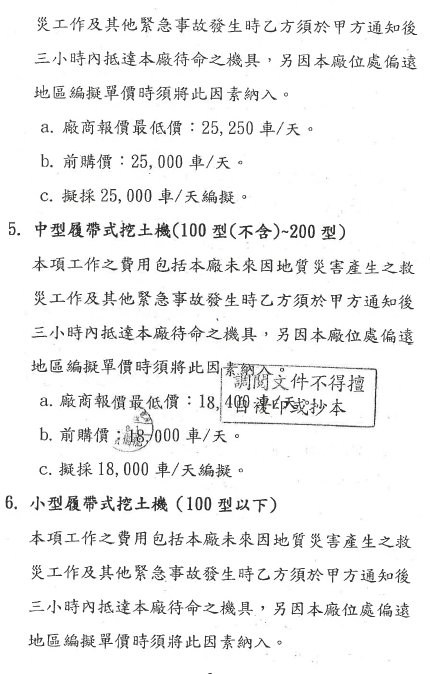 災工作及其他緊急事故發生時乙方須於甲方通知後
三小時內抵達本廠待命之機具，另因本廠位處偏遠
地區編擬單價時須將此因素納入。
a. 廠商報價最低價：25,250 車/天。
b. 前購價：25,000 車/天。
c. 擬採 25,000 車/天編擬。
5. 中型履帶式挖土機(100 型(不含)~200 型)
本項工作之費用包括本廠未來因地質災害產生之救
災工作及其他緊急事故發生時乙方須於甲方通知後
三小時內抵達本廠待命之機具，另因本廠位處偏遠
地區編擬單價時須將此因素納入。
調閱文件不得擅
自複印或抄本
a. 廠商報價最低價：18,400 車/天。
b. 前購價：18,000 車/天。
c. 擬採 18,000 車/天編擬。
6. 小型履帶式挖土機（100 型以下）
本項工作之費用包括本廠未來因地質災害產生之救
災工作及其他緊急事故發生時乙方須於甲方通知後
三小時內抵達本廠待命之機具，另因本廠位處偏遠
地區編擬單價時須將此因素納入。